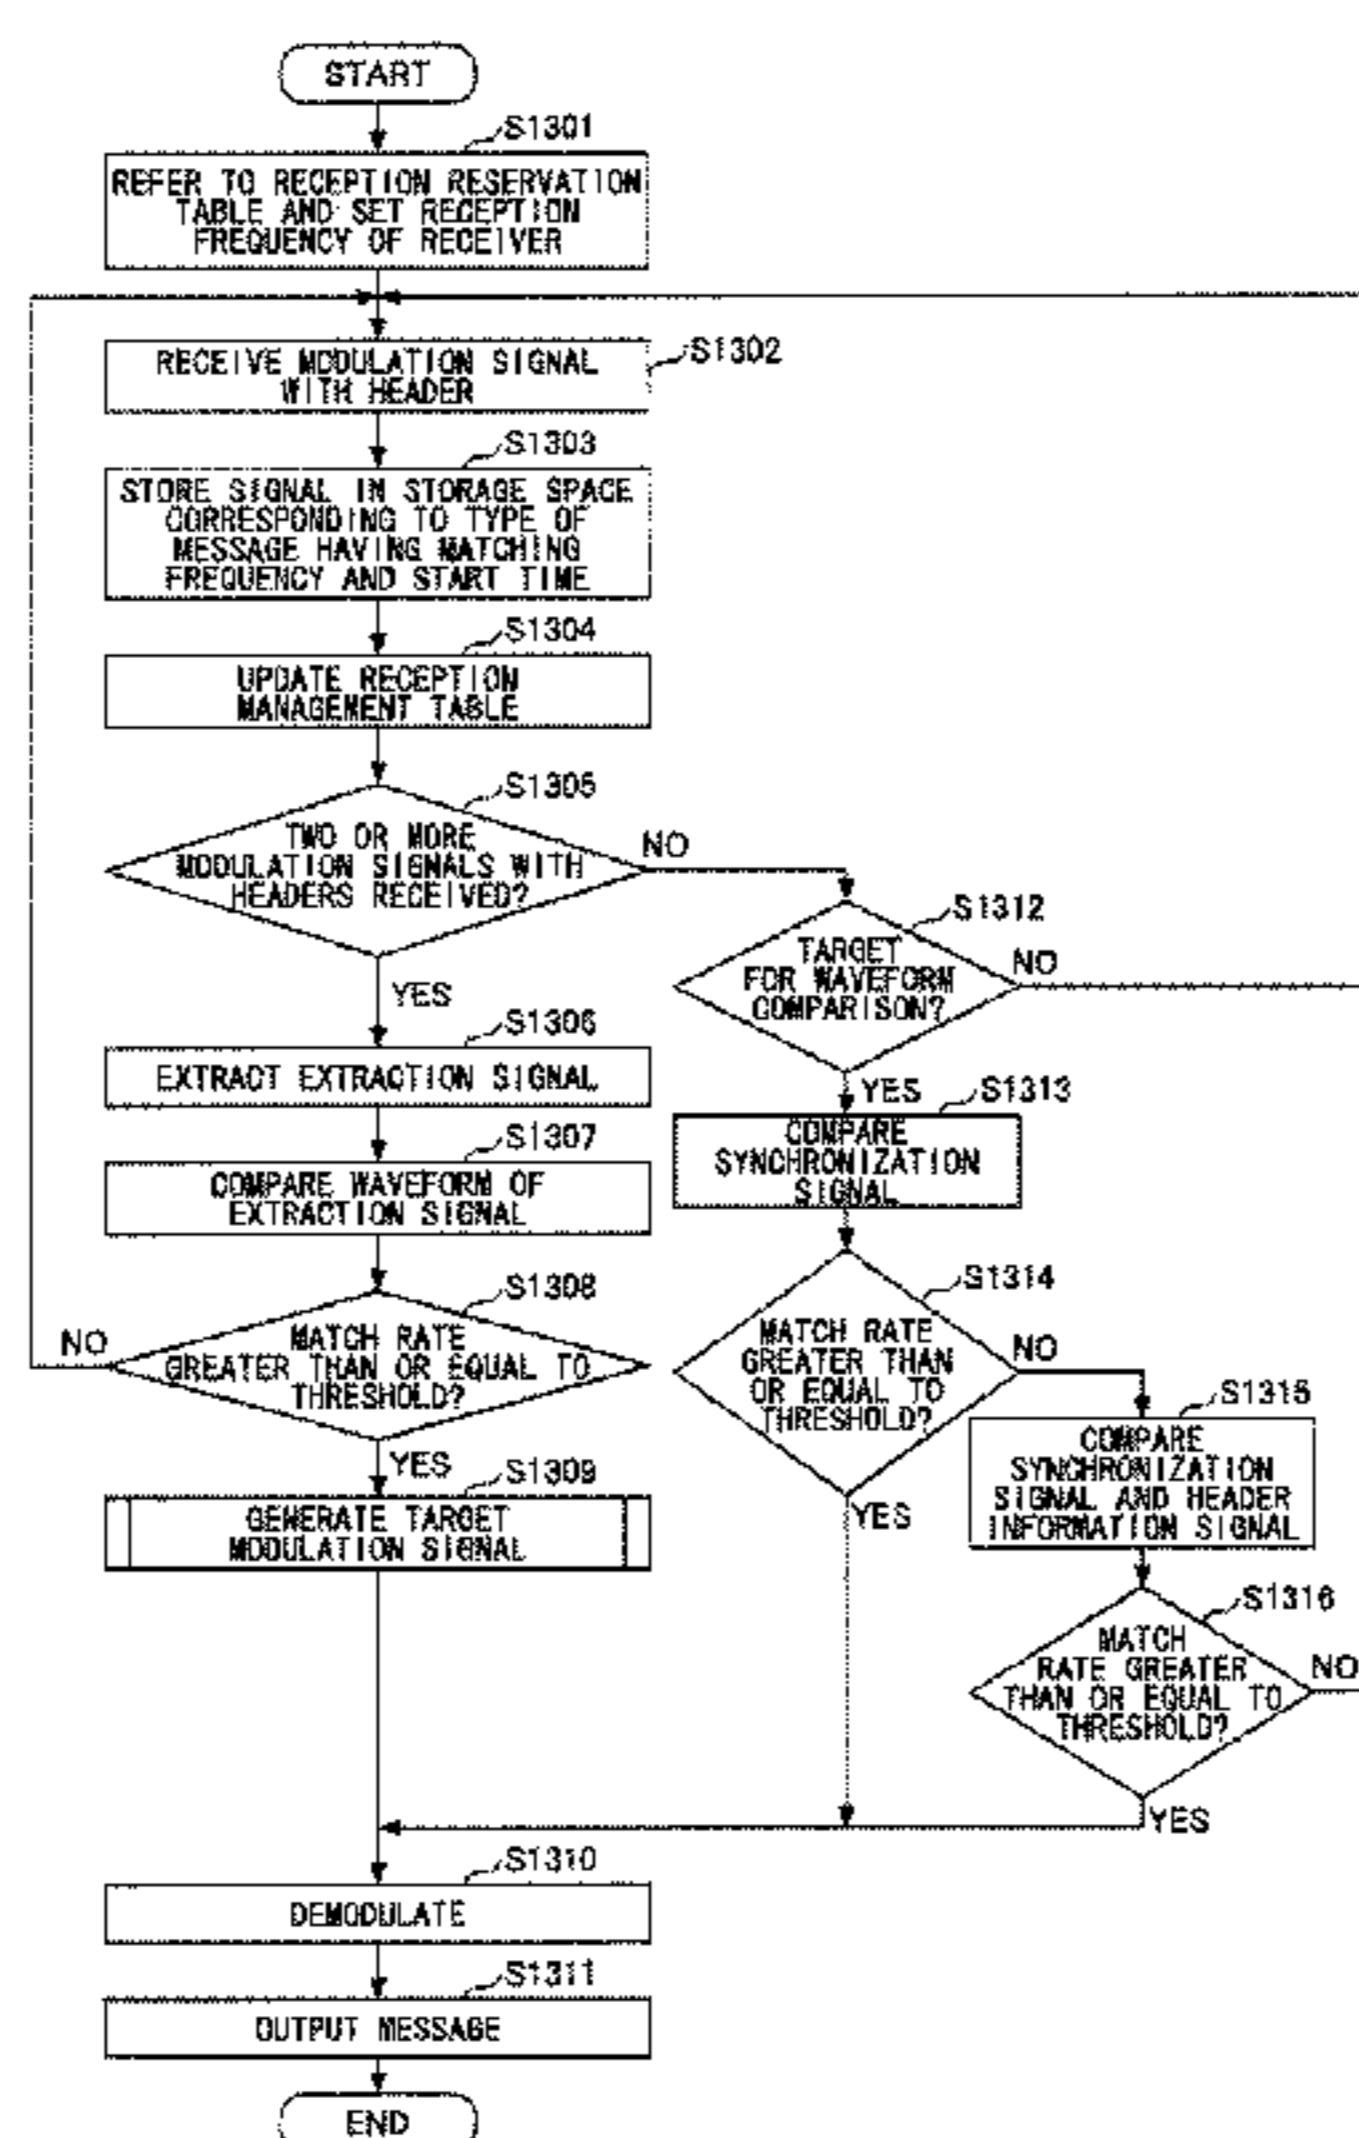 START
S1301
REFER TO RECEPTION RESERVATION
TABLE AND SET RECEPTION
FREQUENCY OF RECEIVER
S1302
RECEIVE MODULATION SIGNAL
WITH HEADER
S1303
STORE SIGNAL IN STORAGE SPACE
CORRESPONDING TO TYPE OF
MESSAGE HAVING MATCHING
FREQUENCY AND START TIME
S1304
UPDATE RECEPTION
MANAGEMENT TABLE
S1305
TWO OR MORE
MODULATION SIGNALS WITH
HEADERS RECEIVED?
NO
YES
S1306
EXTRACT EXTRACTION SIGNAL
S1307
COMPARE WAVEFORM OF
EXTRACTION SIGNAL
S1308
MATCH RATE
GREATER THAN OR EQUAL TO
THRESHOLD?
NO
YES
S1309
GENERATE TARGET
MODULATION SIGNAL
S1312
TARGET
FOR WAVEFORM
COMPARISON?
NO
YES
S1313
COMPARE
SYNCHRONIZATION
SIGNAL
S1314
MATCH RATE
GREATER THAN
OR EQUAL TO
THRESHOLD?
NO
YES
S1315
COMPARE
SYNCHRONIZATION
SIGNAL AND HEADER
INFORMATION SIGNAL
S1316
MATCH
RATE GREATER
THAN OR EQUAL TO
THRESHOLD?
NO
YES
S1310
DEMODULATE
S1311
OUTPUT MESSAGE
END